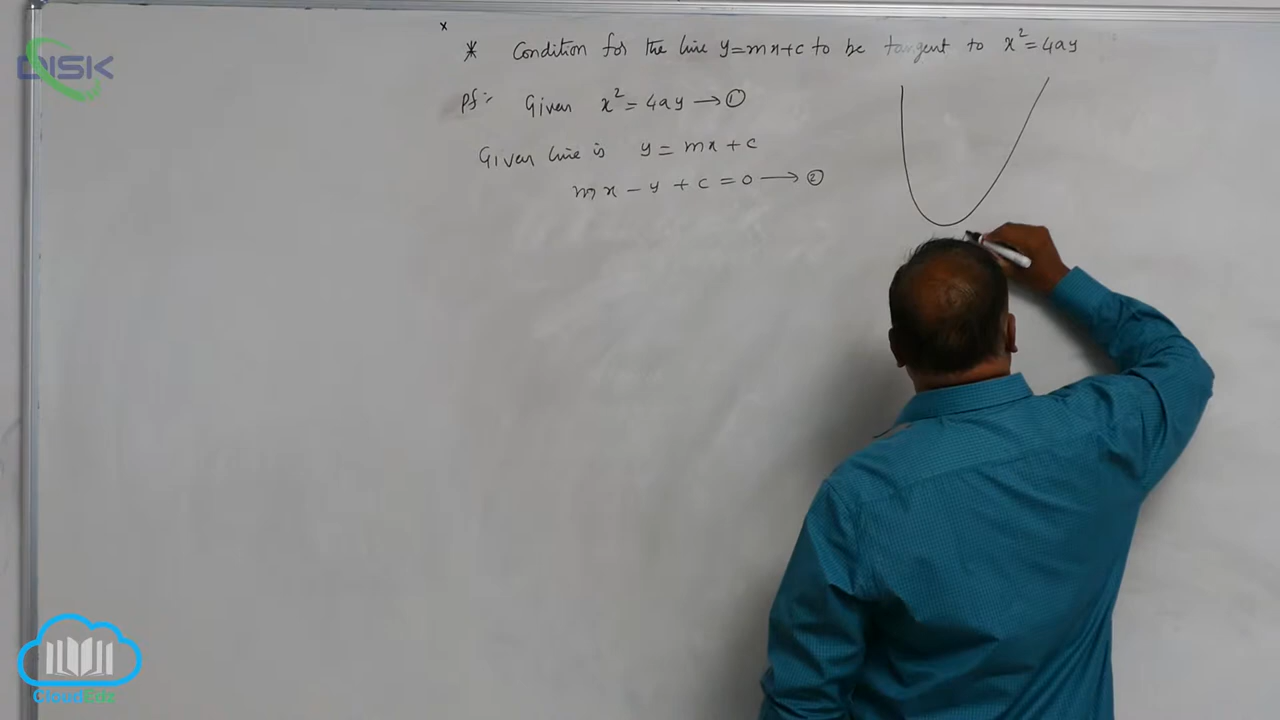 DISK
* Condition for the line y=mx+c to be tangent to x²=4ay
Pf:- Given x² = 4ay → ①
Given line is y = mx + c
mx - y + c = 0 → ②
CloudEdz